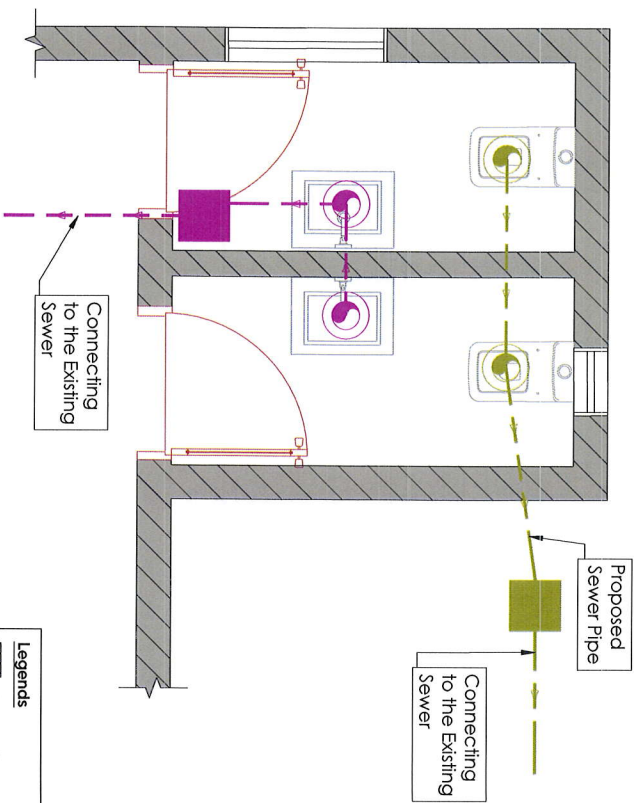 Proposed
Sewer Pipe
Connecting
to the Existing
Sewer
Connecting
to the Existing
Sewer
Legends